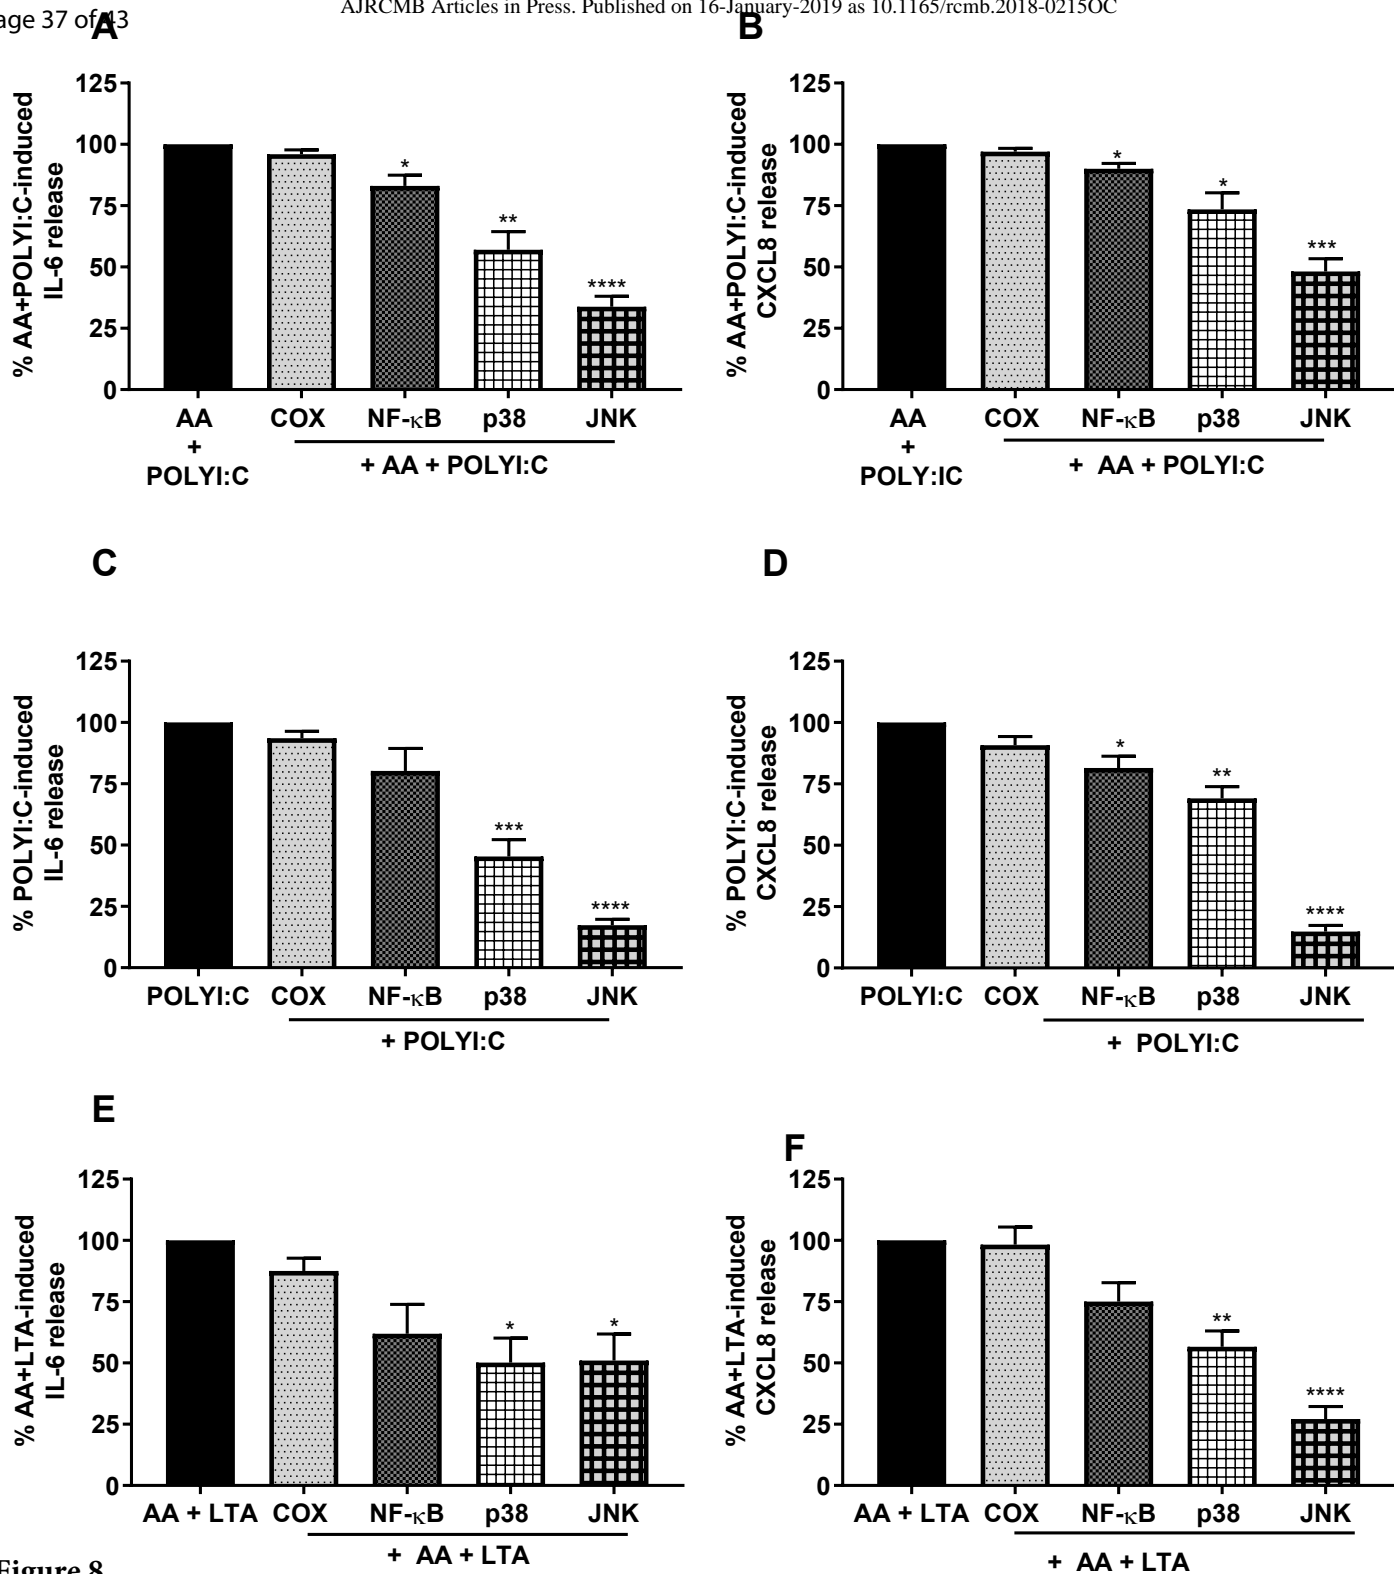 AJRCMB Articles in Press. Published on 16-January-2019 as 10.1165/rcmb.2018-0215OC
age 37 of 43
A
% AA+POLYI:C-induced
IL-6 release
125
100
75
50
25
0
*
**
****
AA
+
POLYI:C
COX
NF-κB
p38
JNK
+ AA + POLYI:C
B
% AA+POLYI:C-induced
CXCL8 release
125
100
75
50
25
0
*
*
***
AA
+
POLY:IC
COX
NF-κB
p38
JNK
+ AA + POLYI:C
C
% POLYI:C-induced
IL-6 release
125
100
75
50
25
0
***
****
POLYI:C
COX
NF-κB
p38
JNK
+ POLYI:C
D
% POLYI:C-induced
CXCL8 release
125
100
75
50
25
0
*
**
****
POLYI:C
COX
NF-κB
p38
JNK
+ POLYI:C
E
% AA+LTA-induced
IL-6 release
125
100
75
50
25
0
*
*
AA + LTA
COX
NF-κB
p38
JNK
+ AA + LTA
F
% AA+LTA-induced
CXCL8 release
125
100
75
50
25
0
**
****
AA + LTA
COX
NF-κB
p38
JNK
+ AA + LTA
Figure 8